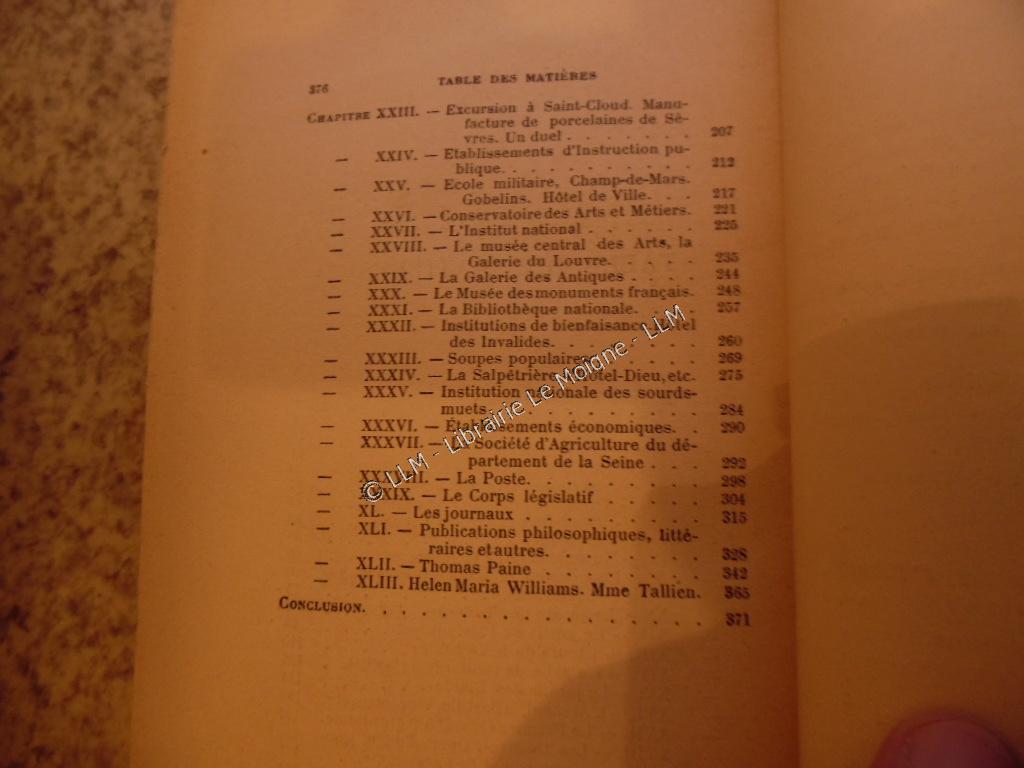 376 TABLE DES MATIÈRES
CHAPITRE XXIII. — Excursion à Saint-Cloud. Manu-
facture de porcelaines de Sè-
vres. Un duel . . . . . . . 207
— XXIV. — Etablissements d'Instruction pu-
blique. . . . . . . . . . . 212
— XXV. — Ecole militaire, Champ-de-Mars.
Gobelins. Hôtel de Ville. . . 217
— XXVI. — Conservatoire des Arts et Métiers. 221
— XXVII. — L'Institut national . . . . . . 225
— XXVIII. — Le musée central des Arts, la
Galerie du Louvre. . . . . 235
— XXIX. — La Galerie des Antiques . . . . 244
— XXX. — Le Musée des monuments français. 248
— XXXI. — La Bibliothèque nationale. . . . 257
— XXXII. — Institutions de bienfaisance,
des Invalides. . . . . . . . 260
— XXXIII. — Soupes populaires . . . . . 269
— XXXIV. — La Salpêtrière, Hôtel-Dieu, etc. 275
— XXXV. — Institution nationale des sourds-
muets. . . . . . . . . . . 284
— XXXVI. — Établissements économiques. . 290
— XXXVII. — La Société d'Agriculture du dé-
partement de la Seine . . . 292
— XXXVIII. — La Poste. . . . . . . . . 298
— XXXIX. — Le Corps législatif . . . . . 304
— XL. — Les journaux . . . . . . . . . 315
— XLI. — Publications philosophiques, litté-
raires et autres. . . . . . . . 328
— XLII. — Thomas Paine . . . . . . . . 342
— XLIII. Helen Maria Williams. Mme Tallien. 365
CONCLUSION. . . . . . . . . . . . . . . . . 371
© LLM - Librairie Le Moigne - LLM